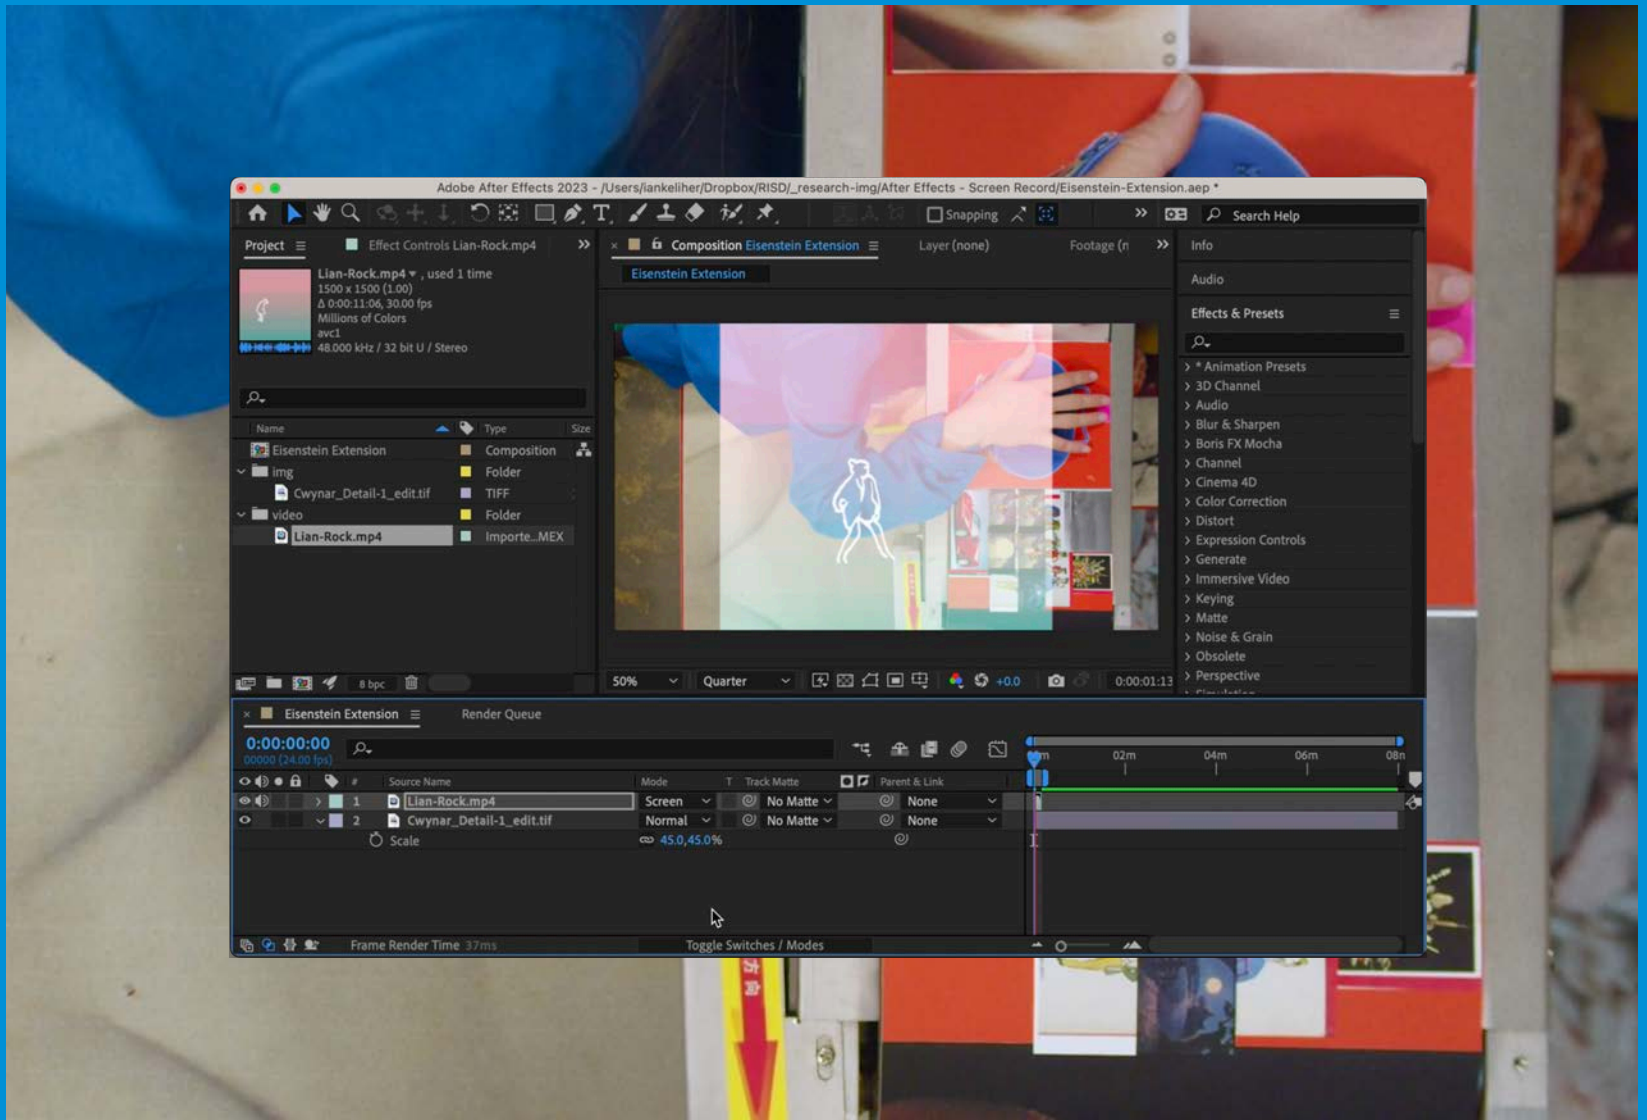 Adobe After Effects 2023 - /Users/iankeliher/Dropbox/RISD/_research-img/After Effects - Screen Record/Eisenstein-Extension.aep *
T Snapping Search Help
Project Effect Controls Lian-Rock.mp4 Composition Eisenstein Extension Layer (none) Footage (n Info
Lian-Rock.mp4 , used 1 time
1500 x 1500 (1.00)
Δ 0:00:11:06, 30.00 fps
Millions of Colors
avc1
48.000 kHz / 32 bit U / Stereo
Name Type Size
Eisenstein Extension Composition
img Folder
Cwynar_Detail-1_edit.tif TIFF
video Folder
Lian-Rock.mp4 Importe...MEX
8 bpc
Eisenstein Extension
50% Quarter +0.0 0:00:01:13
Audio
Effects & Presets
* Animation Presets
3D Channel
Audio
Blur & Sharpen
Boris FX Mocha
Channel
Cinema 4D
Color Correction
Distort
Expression Controls
Generate
Immersive Video
Keying
Matte
Noise & Grain
Obsolete
Perspective
Eisenstein Extension Render Queue
0:00:00:00
00000 (24.00 fps)
02m 04m 06m 08n
# Source Name Mode T Track Matte Parent & Link
1 Lian-Rock.mp4 Screen No Matte None
2 Cwynar_Detail-1_edit.tif Normal No Matte None
Scale 45.0,45.0%
Frame Render Time 37ms Toggle Switches / Modes
方向